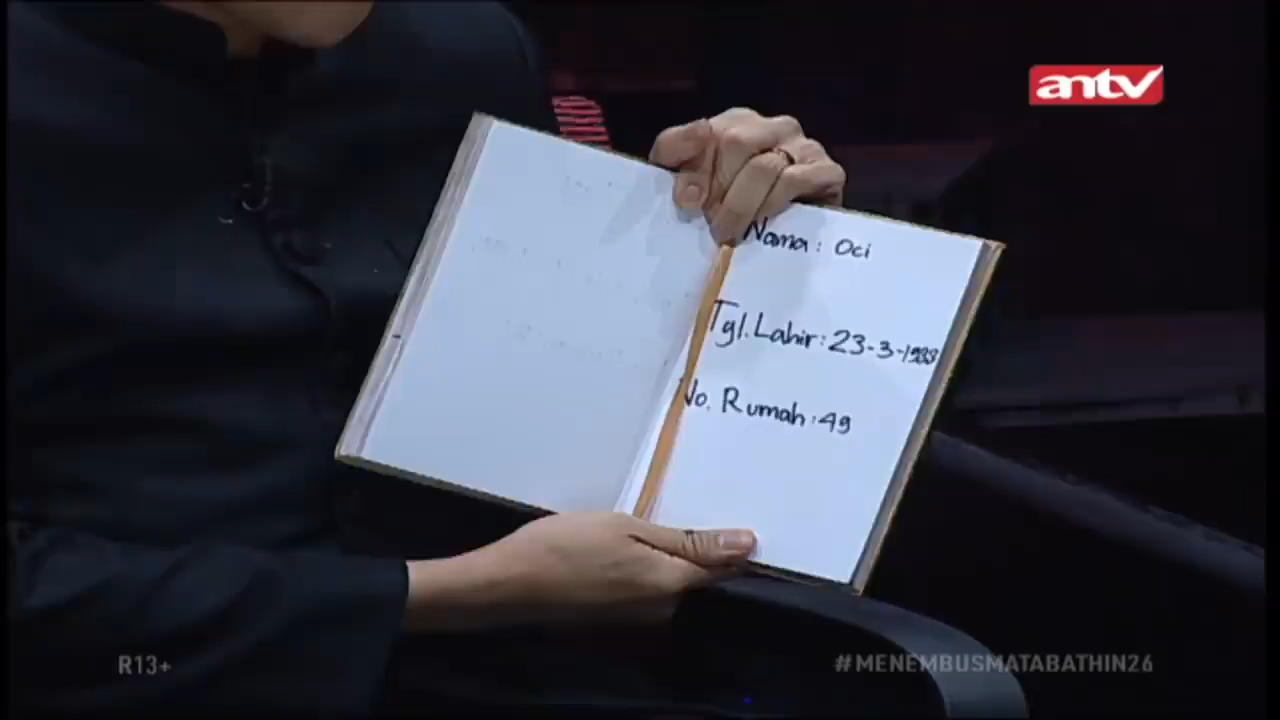 antv
Nama : Oci
Tgl. Lahir : 23-3-1988
No. Rumah : 49
R13+
#MENEMBUSMATABATHIN26